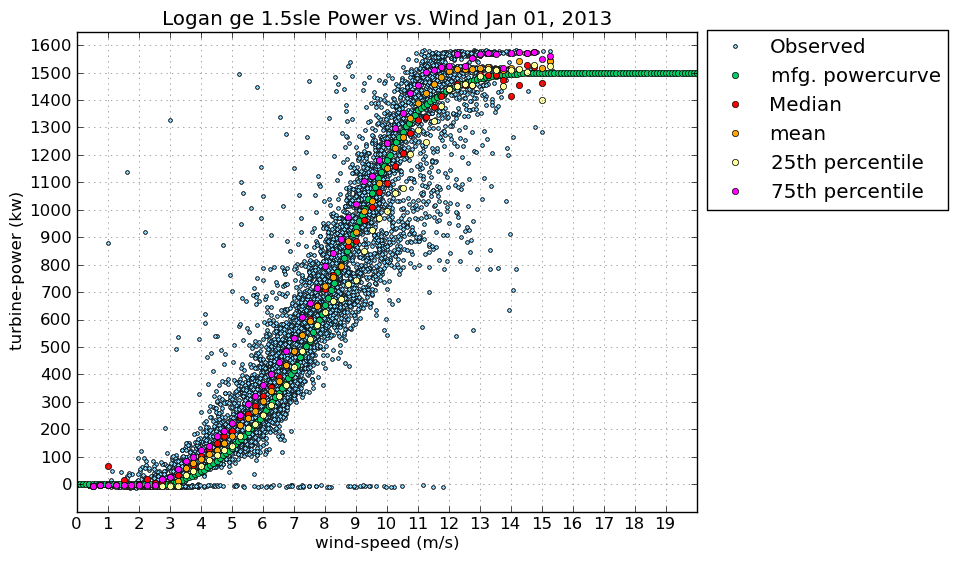 Logan ge 1.5sle Power vs. Wind Jan 01, 2013
1600
1500
1400
1300
1200
1100
1000
900
800
700
600
500
400
300
200
100
0
turbine-power (kw)
0 1 2 3 4 5 6 7 8 9 10 11 12 13 14 15 16 17 18 19
wind-speed (m/s)
Observed
mfg. powercurve
Median
mean
25th percentile
75th percentile